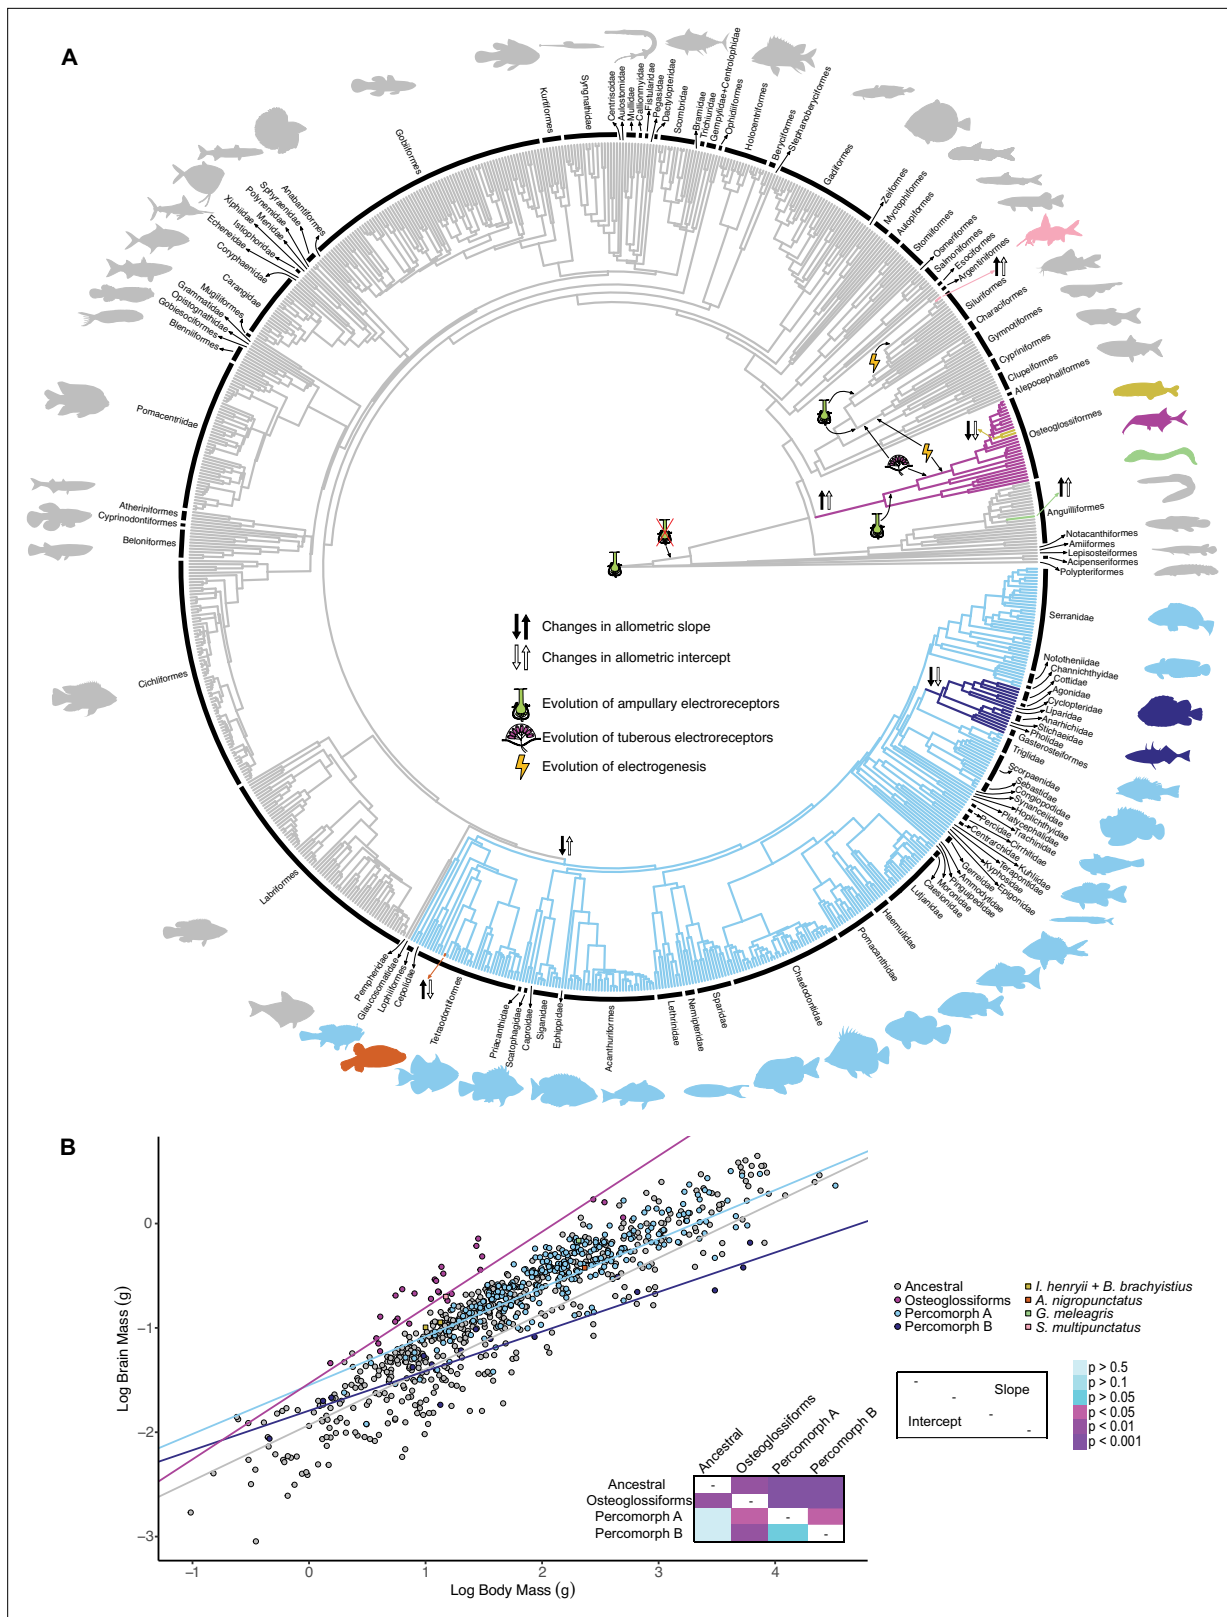 A
Centriscidae
Aulostomidae
Mullidae
Callionmyidae
Fistularidae
Pegasidae
Dactylopteridae
Scombridae
Bramidae
Trichiuridae
Gempylidae+Centrolophidae
Ophidiiformes
Holocentriformes
Beryciformes
Stephanoberyciformes
Gadiformes
Zeiformes
Myctophiformes
Aulopiformes
Stomiiformes
Osmeriformes
Salmoniformes
Esociformes
Argentiniformes
Siluriformes
Characiformes
Gymnotiformes
Cypriniformes
Clupeiformes
Alepocephaliformes
Osteoglossiformes
Anguilliformes
Notacanthiformes
Amiiformes
Lepisosteiformes
Acipenseriformes
Polypteriformes
Serranidae
Nototheniidae
Channichthyidae
Cottidae
Agonidae
Cyclopteridae
Liparidae
Anarhichidae
Stichaeidae
Pholidae
Gasterosteiformes
Triglidae
Scorpaenidae
Sebastidae
Congiopodidae
Synanceiidae
Hoplichthyidae
Platycephalidae
Trachinidae
Percidae
Cirrhitidae
Centrarchidae
Kuhliidae
Terapontidae
Epigonidae
Kyphosidae
Gerreidae
Ammodytidae
Pinguipedidae
Moronidae
Caesionidae
Lutjanidae
Haemulidae
Pomacanthidae
Chaetodontidae
Sparidae
Nemipteridae
Lethrinidae
Acanthuriformes
Ephippidae
Siganidae
Caproidae
Scatophagidae
Priacanthidae
Tetraodontiformes
Cepolidae
Lophiiformes
Glaucosomatidae
Pempheridae
Labriformes
Cichliformes
Beloniformes
Cyprinodontiformes
Atheriniformes
Pomacentriidae
Blenniiformes
Gobiesociformes
Opistognathidae
Grammatidae
Mugiliformes
Carangidae
Coryphaenidae
Echeneidae
Istiophoridae
Xiphiidae
Menidae
Polynemidae
Sphyraenidae
Anabantiformes
Gobiiformes
Kurtiformes
Syngnathidae
Changes in allometric slope
Changes in allometric intercept
Evolution of ampullary electroreceptors
Evolution of tuberous electroreceptors
Evolution of electrogenesis
B
Log Brain Mass (g)
0
−1
−2
−3
−1 0 1 2 3 4
Log Body Mass (g)
Ancestral
Osteoglossiforms
Percomorph A
Percomorph B
I. henryii + B. brachyistius
A. nigropunctatus
G. meleagris
S. multipunctatus
- Slope
-
Intercept -
-
p > 0.5
p > 0.1
p > 0.05
p < 0.05
p < 0.01
p < 0.001
Ancestral
Osteoglossiforms
Percomorph A
Percomorph B
Ancestral -
Osteoglossiforms -
Percomorph A -
Percomorph B -